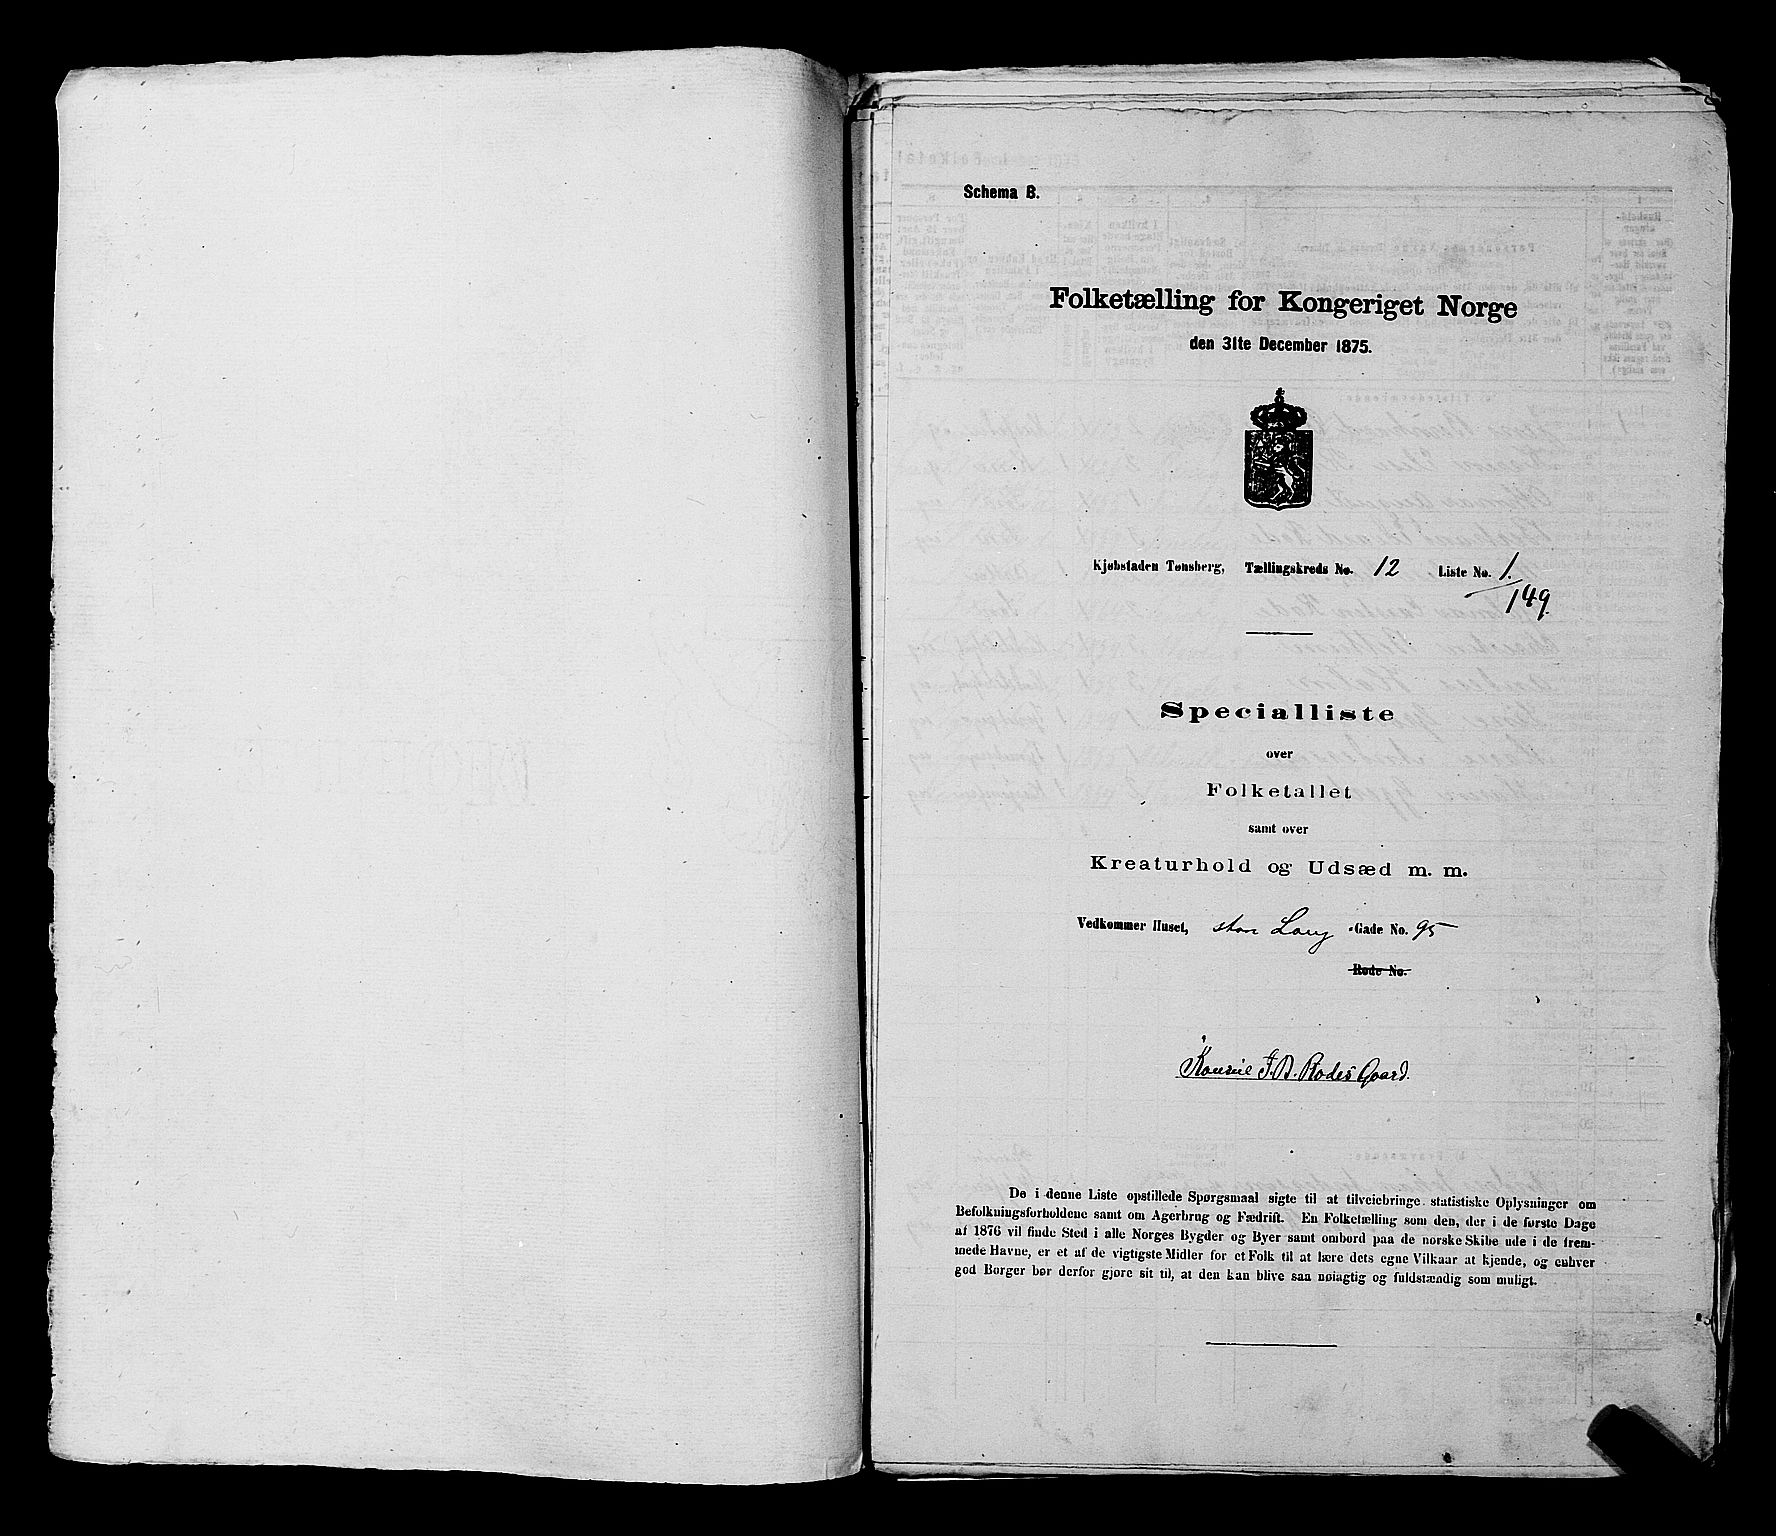 Schema B.
Folketælling for Kongeriget Norge
den 31te December 1875.
Kjøbstaden Tønsberg, Tællingskreds No. 12 Liste No. 1.
149.
Specialliste
over
Folketallet
samt over
Kreaturhold og Udsæd m. m.
Vedkommer Huset, stor Lang -Gade No. 95
Rode No.
Konsul J. B. Rodes Gaard.
De i denne Liste opstillede Spørgsmaal sigte til at tilveiebringe statistiske Oplysninger om
Befolkningsforholdene samt om Agerbrug og Fædrift. En Folketælling som den, der i de første Dage
af 1876 vil finde Sted i alle Norges Bygder og Byer samt ombord paa de norske Skibe ude i de frem-
mede Havne, er et af de vigtigste Midler for et Folk til at lære dets egne Vilkaar at kjende, og enhver
god Borger bør derfor gjøre sit til, at den kan blive saa nøiagtig og fuldstændig som muligt.